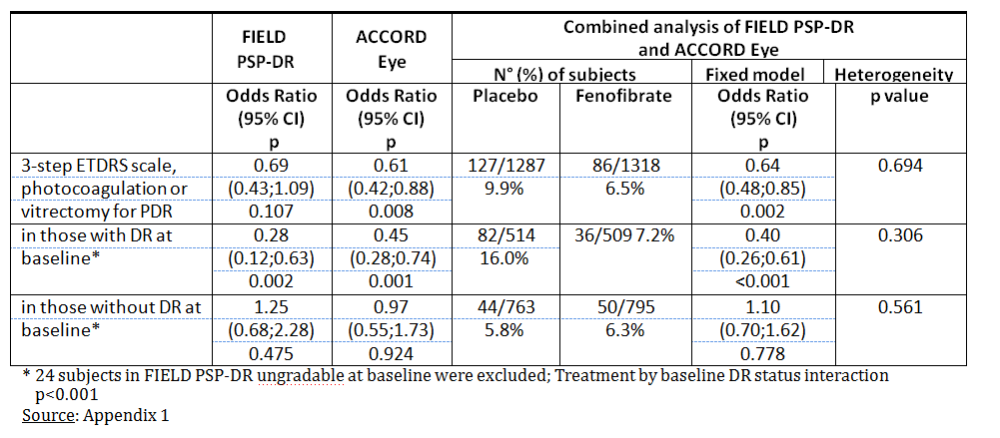 FIELD PSP-DR
ACCORD Eye
Combined analysis of FIELD PSP-DR and ACCORD Eye
N° (%) of subjects
Fixed model
Heterogeneity
Odds Ratio (95% CI) p
Odds Ratio (95% CI) p
Placebo
Fenofibrate
Odds Ratio (95% CI) p
p value
3-step ETDRS scale, 0.69 0.61 127/1287 86/1318 0.64 0.694
photocoagulation or (0.43;1.09) (0.42;0.88) 9.9% 6.5% (0.48;0.85)
vitrectomy for PDR 0.107 0.008 0.002
in those with DR at 0.28 0.45 82/514 36/509 7.2% 0.40 0.306
baseline* (0.12;0.63) (0.28;0.74) 16.0% (0.26;0.61)
0.002 0.001 <0.001
in those without DR at 1.25 0.97 44/763 50/795 1.10 0.561
baseline* (0.68;2.28) (0.55;1.73) 5.8% 6.3% (0.70;1.62)
0.475 0.924 0.778
* 24 subjects in FIELD PSP-DR ungradable at baseline were excluded; Treatment by baseline DR status interaction
p<0.001
Source: Appendix 1